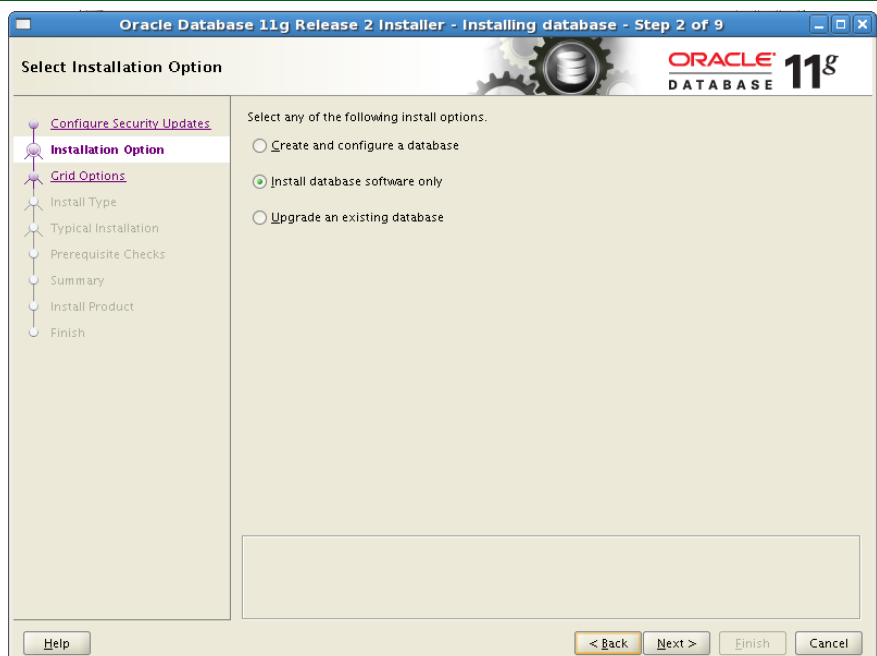 Oracle Database 11g Release 2 Installer - Installing database - Step 2 of 9
Select Installation Option
ORACLE
DATABASE
11g
Configure Security Updates
Installation Option
Grid Options
Install Type
Typical Installation
Prerequisite Checks
Summary
Install Product
Finish
Select any of the following install options.
Create and configure a database
Install database software only
Upgrade an existing database
Help
< Back
Next >
Finish
Cancel